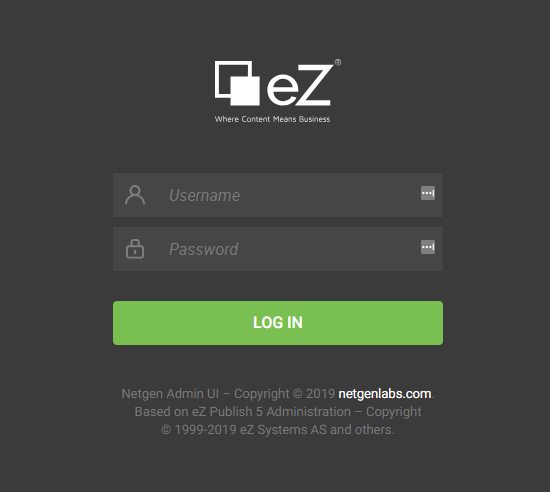 eZ®
Where Content Means Business
Username
Password
LOG IN
Netgen Admin UI – Copyright © 2019 netgenlabs.com.
Based on eZ Publish 5 Administration – Copyright
© 1999-2019 eZ Systems AS and others.